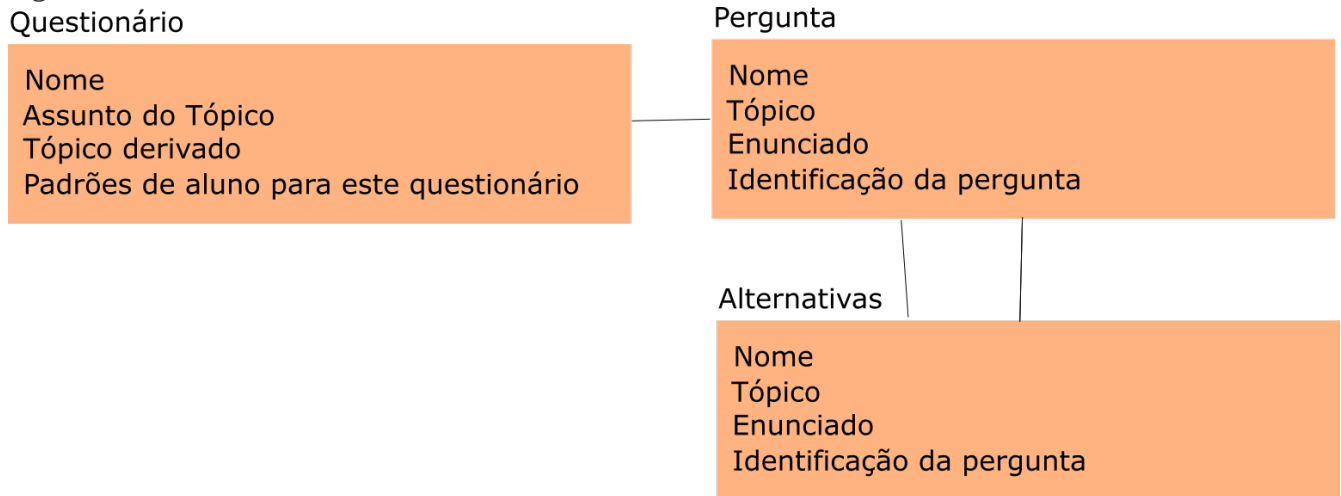 Questionário
Nome
Assunto do Tópico
Tópico derivado
Padrões de aluno para este questionário
Pergunta
Nome
Tópico
Enunciado
Identificação da pergunta
Alternativas
Nome
Tópico
Enunciado
Identificação da pergunta